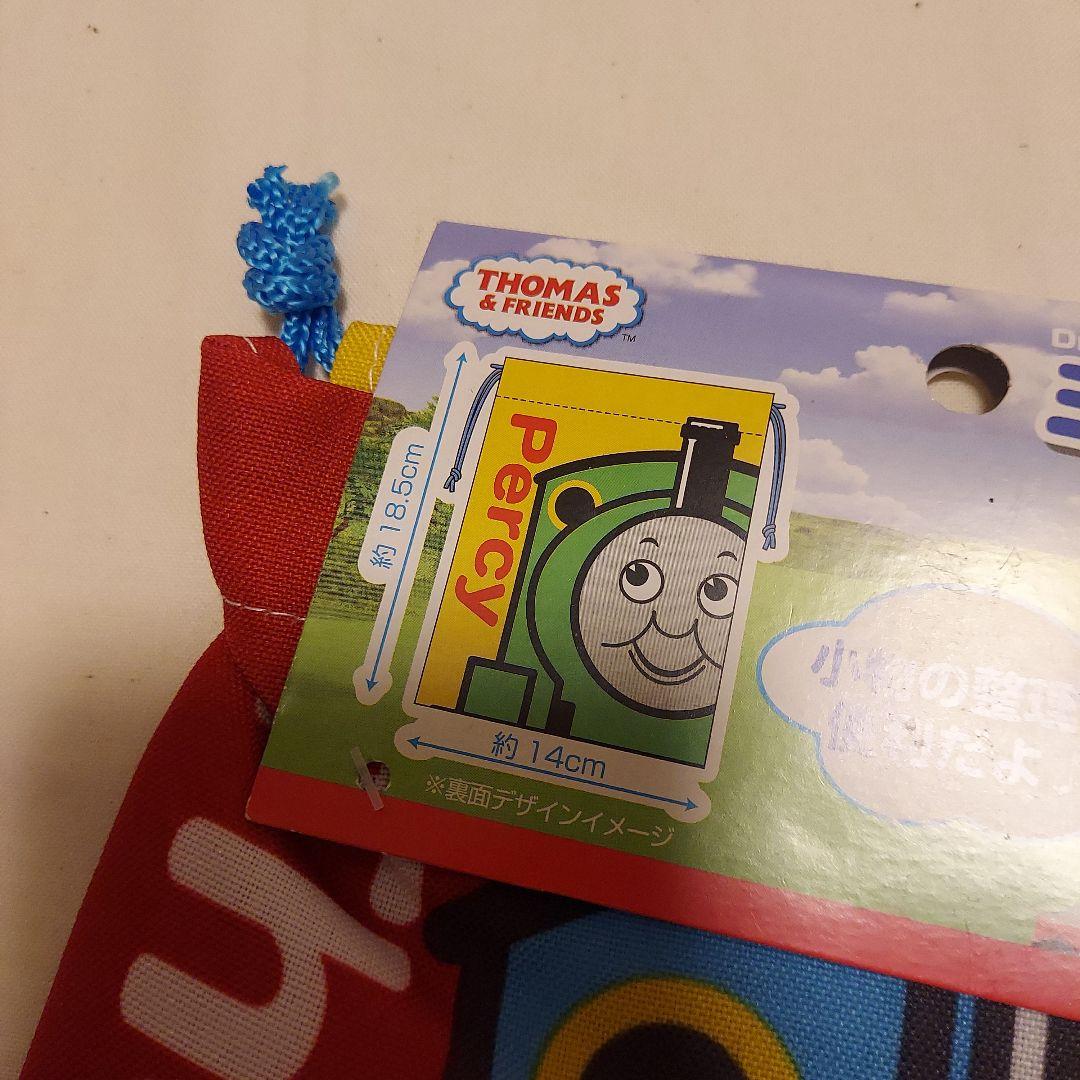 THOMAS
& FRIENDS
TM
Percy
約 18.5cm
約 14cm
※裏面デザインイメージ
小物の整理
便利だよ
y